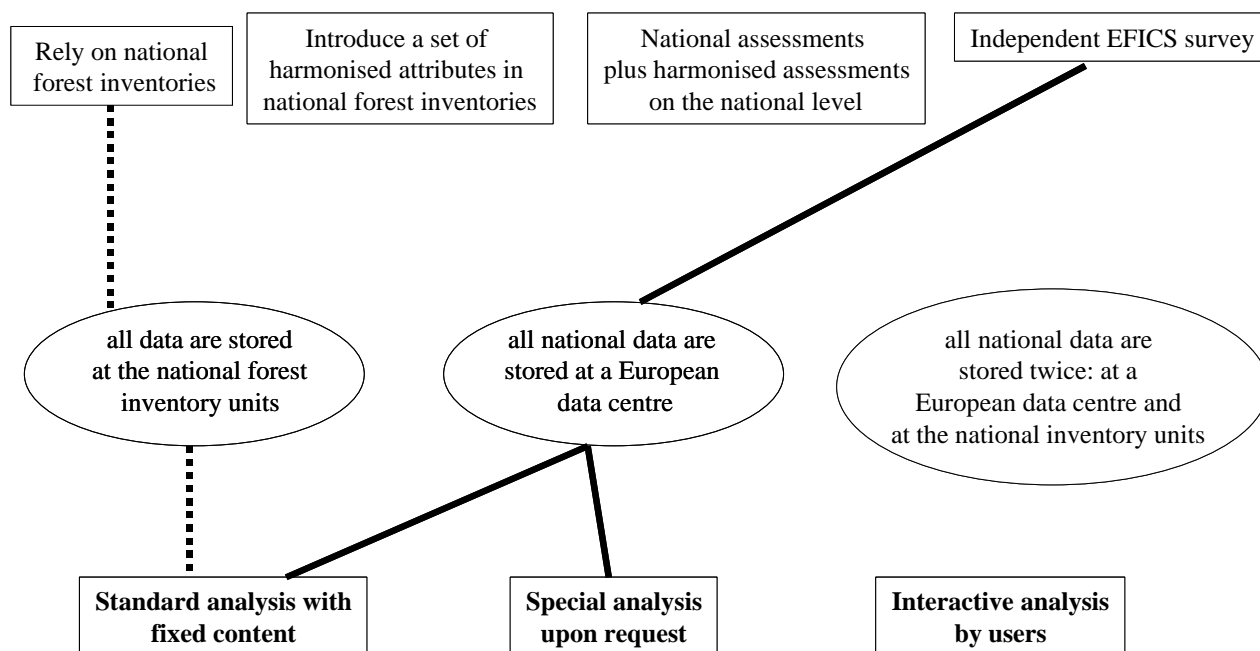 Rely on national
forest inventories
Introduce a set of
harmonised attributes in
national forest inventories
National assessments
plus harmonised assessments
on the national level
Independent EFICS survey
all data are stored
at the national forest
inventory units
all national data are
stored at a European
data centre
all national data are
stored twice: at a
European data centre and
at the national inventory units
Standard analysis with
fixed content
Special analysis
upon request
Interactive analysis
by users